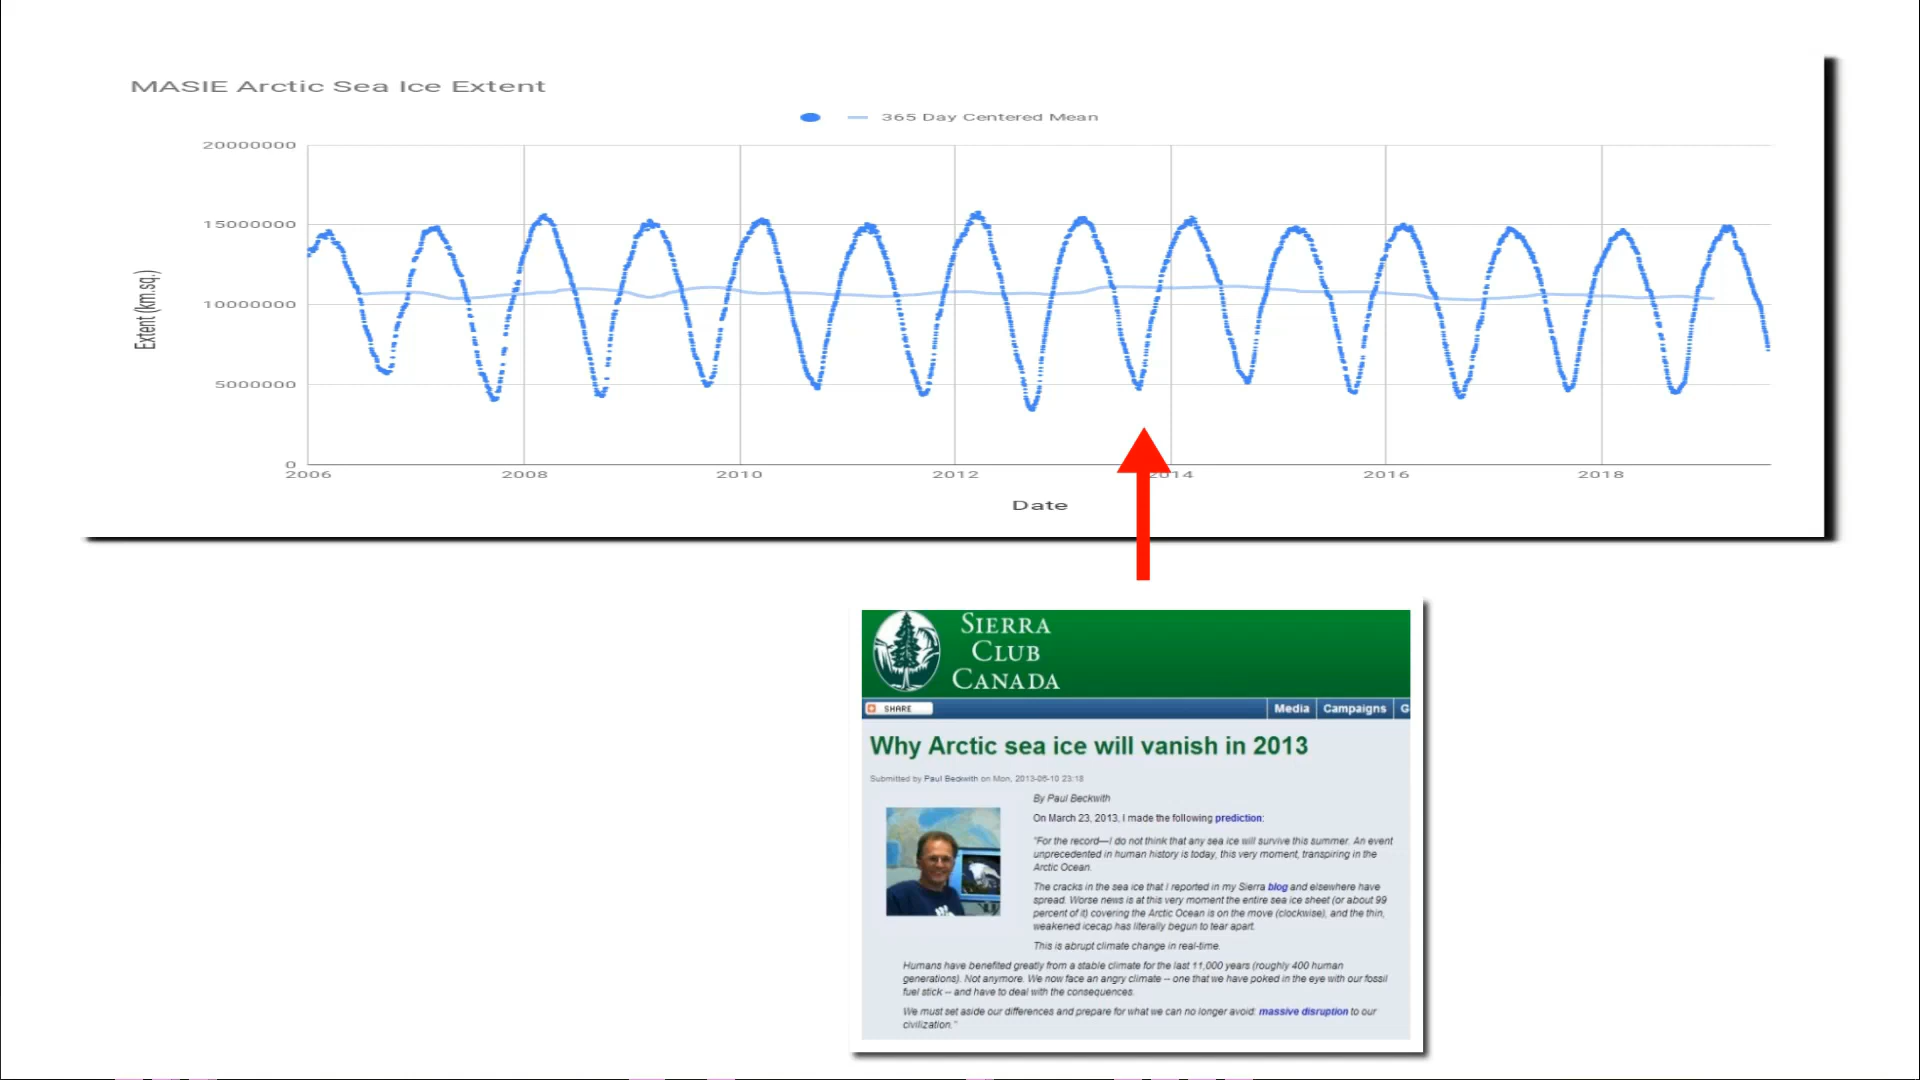 MASIE Arctic Sea Ice Extent
365 Day Centered Mean
20000000
15000000
10000000
5000000
0
Extent (km.sq.)
2006 2008 2010 2012 2014 2016 2018
Date
SIERRA
CLUB
CANADA
SHARE
Media Campaigns G
Why Arctic sea ice will vanish in 2013
Submitted by Paul Beckwith on Mon, 2013-06-10 23:18
By Paul Beckwith
On March 23, 2013, I made the following prediction:
"For the record—I do not think that any sea ice will survive this summer. An event
unprecedented in human history is today, this very moment, transpiring in the
Arctic Ocean.
The cracks in the sea ice that I reported in my Sierra blog and elsewhere have
spread. Worse news is at this very moment the entire sea ice sheet (or about 99
percent of it) covering the Arctic Ocean is on the move (clockwise), and the thin,
weakened icecap has literally begun to tear apart.
This is abrupt climate change in real-time.
Humans have benefited greatly from a stable climate for the last 11,000 years (roughly 400 human
generations). Not anymore. We now face an angry climate -- one that we have poked in the eye with our fossil
fuel stick -- and have to deal with the consequences.
We must set aside our differences and prepare for what we can no longer avoid: massive disruption to our
civilization."